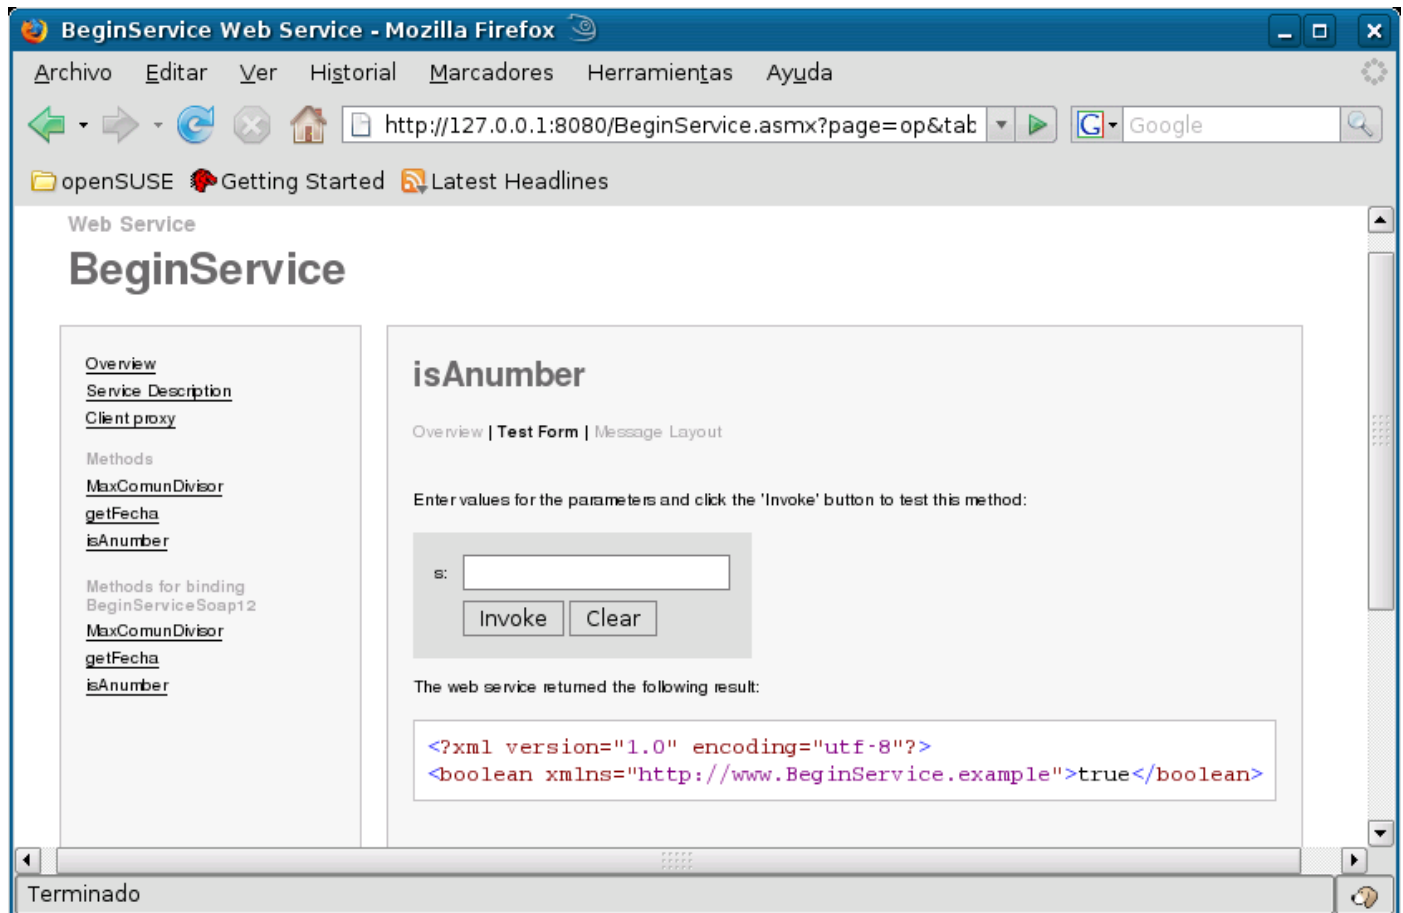 BeginService Web Service - Mozilla Firefox
Archivo Editar Ver Historial Marcadores Herramientas Ayuda
http://127.0.0.1:8080/BeginService.asmx?page=op&tab G Google
openSUSE Getting Started Latest Headlines
Web Service
BeginService
Overview
Service Description
Client proxy
Methods
MaxComunDivisor
getFecha
isAnumber
Methods for binding
BeginServiceSoap12
MaxComunDivisor
getFecha
isAnumber
isAnumber
Overview | Test Form | Message Layout
Enter values for the parameters and click the 'Invoke' button to test this method:
s:
Invoke Clear
The web service returned the following result:
<?xml version="1.0" encoding="utf-8"?>
<boolean xmlns="http://www.BeginService.example">true</boolean>
Terminado